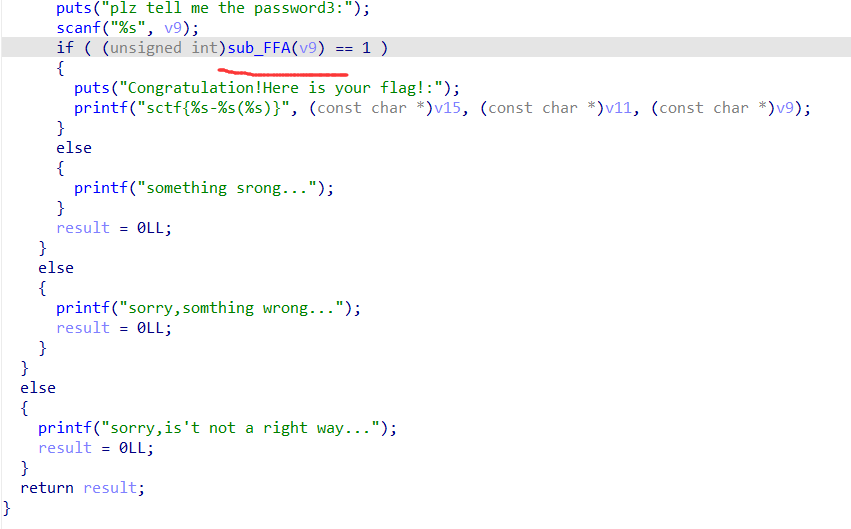 puts("plz tell me the password3:");
scanf("%s", v9);
if ( (unsigned int)sub_FFA(v9) == 1 )
{
puts("Congratulation!Here is your flag!:");
printf("sctf{%s-%s(%s)}", (const char *)v15, (const char *)v11, (const char *)v9);
}
else
{
printf("something srong...");
}
result = 0LL;
}
else
{
printf("sorry,somthing wrong...");
result = 0LL;
}
}
else
{
printf("sorry,is't not a right way...");
result = 0LL;
}
return result;
}